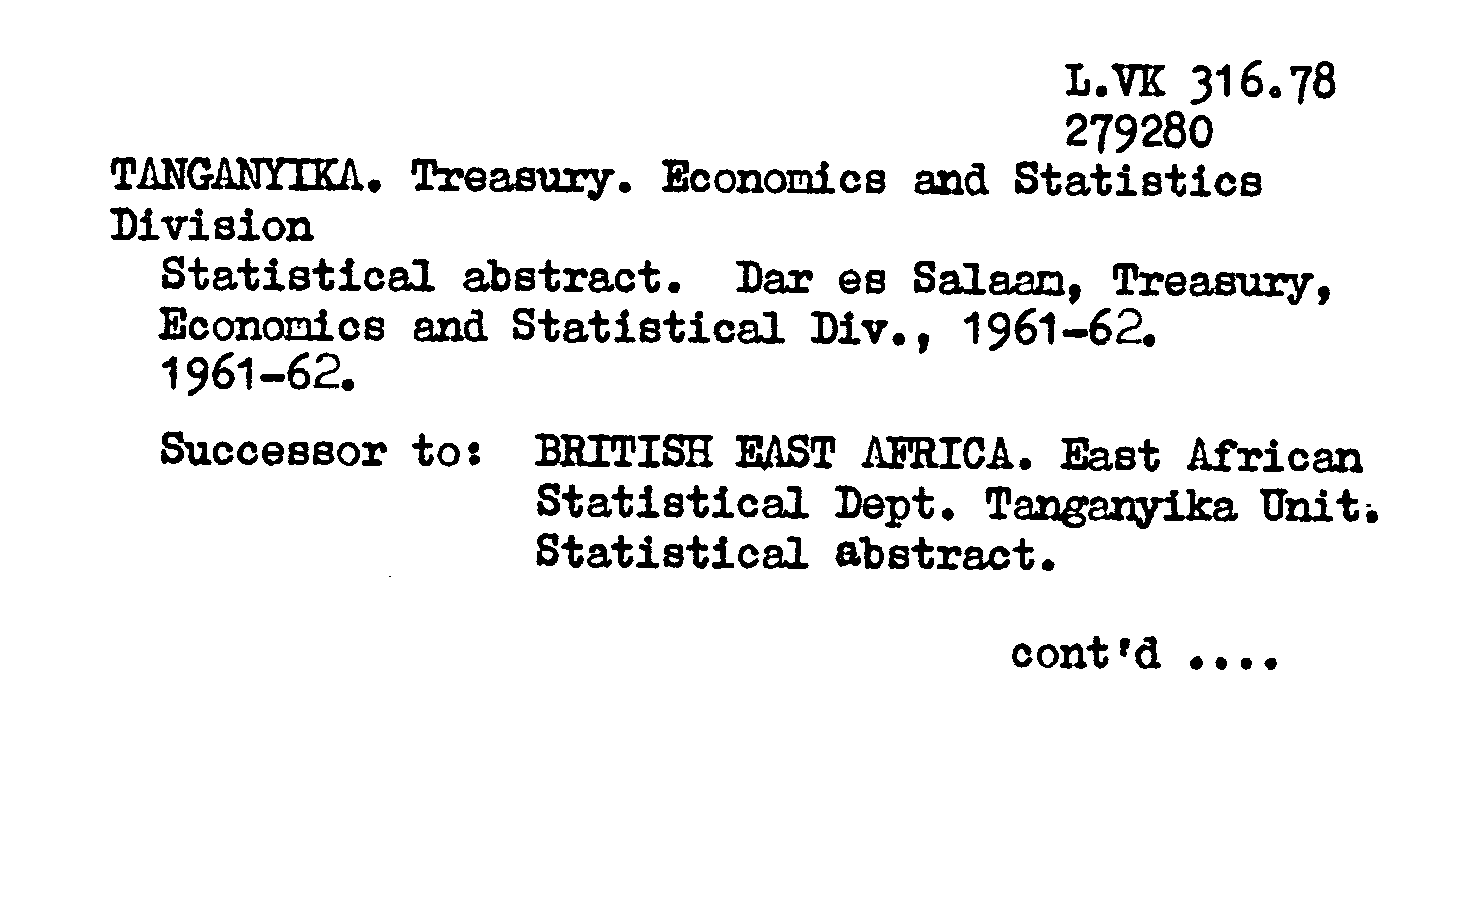 L.VK 316.78
279280
TANGANYIKA. Treasury. Economics and Statistics
Division
Statistical abstract. Dar es Salaam, Treasury,
Economics and Statistical Div., 1961-62.
1961-62.
Successor to: BRITISH EAST AFRICA. East African
Statistical Dept. Tanganyika Unit.
Statistical abstract.
cont'd ....